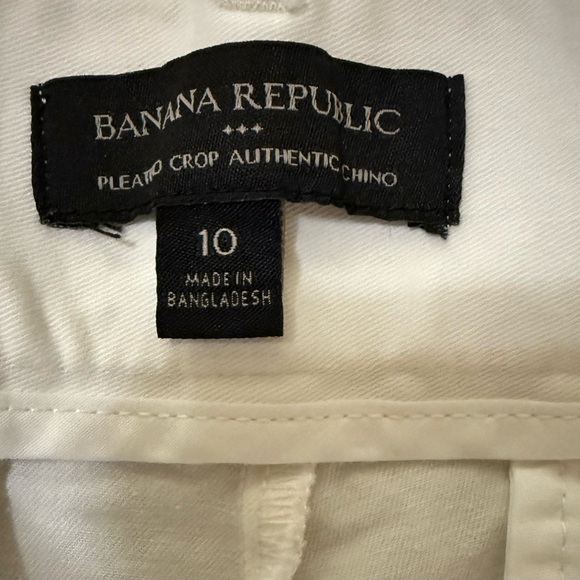 BANANA REPUBLIC
PLEATED CROP AUTHENTIC CHINO
10
MADE IN
BANGLADESH